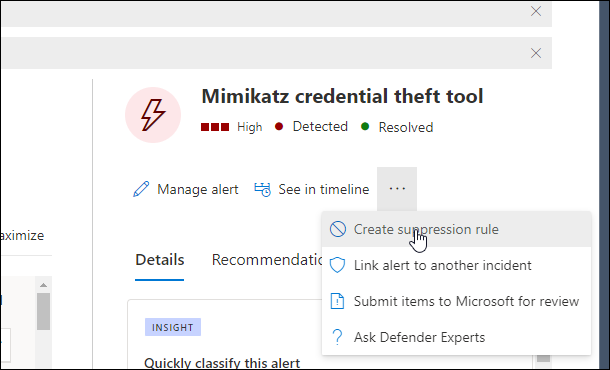 Mimikatz credential theft tool
High Detected Resolved
Manage alert See in timeline ...
Create suppression rule
aximize
Details Recommendation
Link alert to another incident
Submit items to Microsoft for review
INSIGHT
Ask Defender Experts
Quickly classify this alert